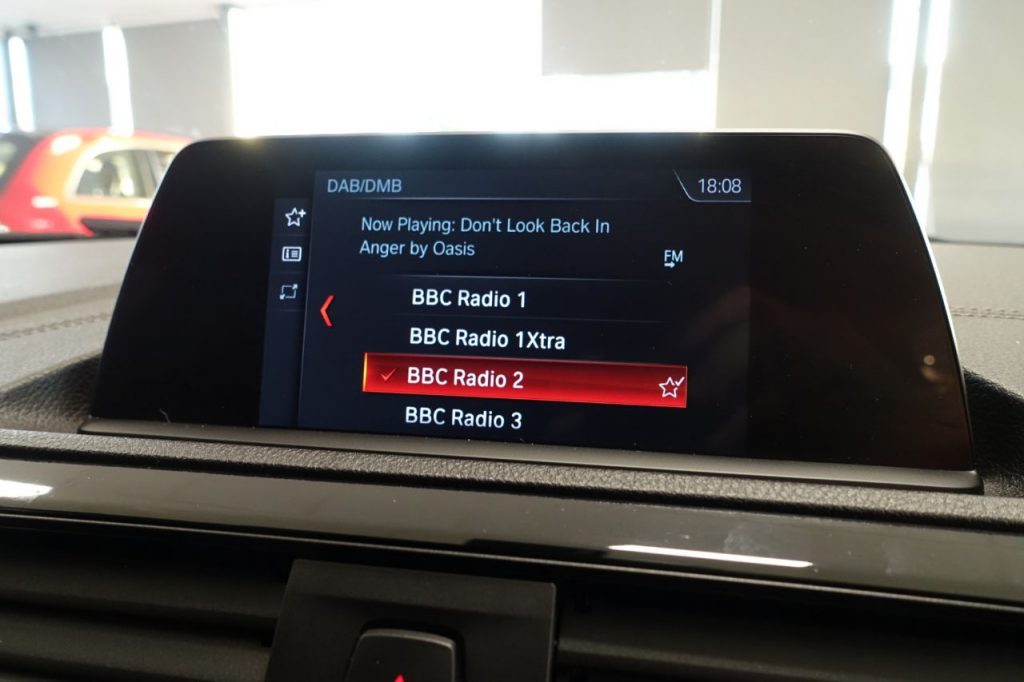 DAB/DMB
18:08
Now Playing: Don't Look Back In
Anger by Oasis
FM
BBC Radio 1
BBC Radio 1Xtra
BBC Radio 2
BBC Radio 3